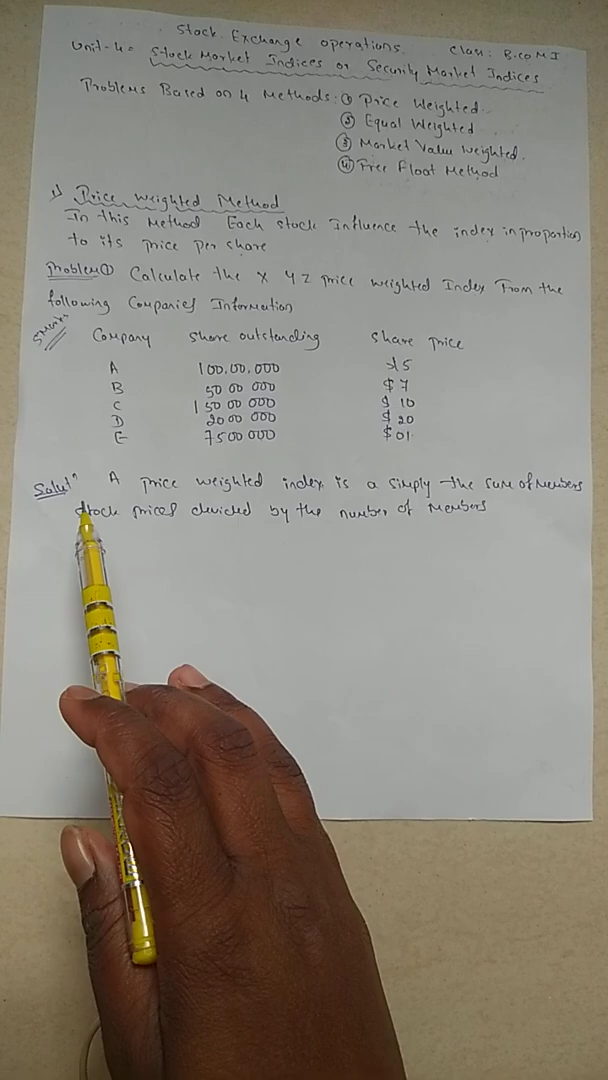 Stock Exchange operations. Class: B.com I
Unit-4= Stock Market Indices or Security Market Indices
Problems Based on 4 Methods: ① Price Weighted
② Equal Weighted
③ Market Value Weighted.
④ Free Float Method
1) Price Weighted Method
In this Method Each stock Influence the index in proportion
to its price per share
Problem① Calculate the X Y Z price weighted Index From the
following Companies Information
5 Marks
Company Share outstanding Share price
A 100,00,000 $5
B 50 00 000 $7
C 1 50 00 000 $ 10
D 20 00 000 $ 20
E 75 00 000 $ 01
Solutn A price weighted index is a simply the sum of Members
stock prices devided by the number of Members